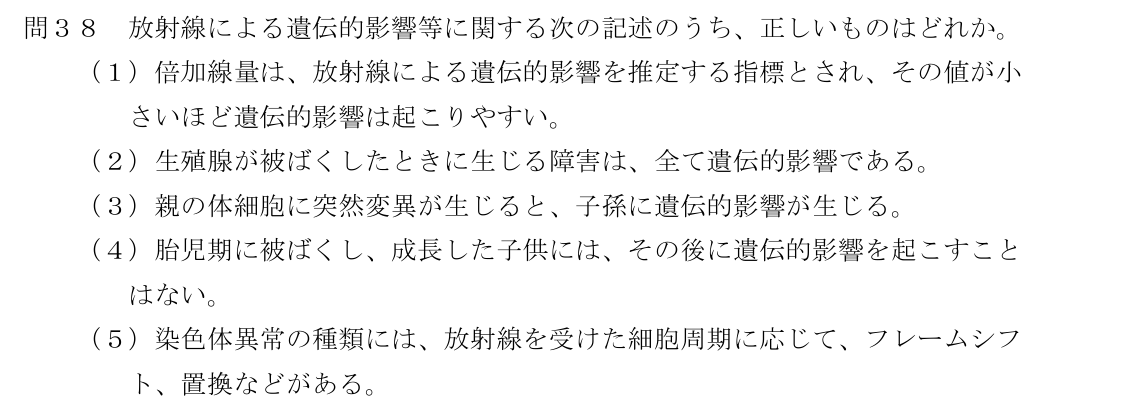 問３８　放射線による遺伝的影響等に関する次の記述のうち、正しいものはどれか。
（１）倍加線量は、放射線による遺伝的影響を推定する指標とされ、その値が小
さいほど遺伝的影響は起こりやすい。
（２）生殖腺が被ばくしたときに生じる障害は、全て遺伝的影響である。
（３）親の体細胞に突然変異が生じると、子孫に遺伝的影響が生じる。
（４）胎児期に被ばくし、成長した子供には、その後に遺伝的影響を起こすこと
はない。
（５）染色体異常の種類には、放射線を受けた細胞周期に応じて、フレームシフ
ト、置換などがある。